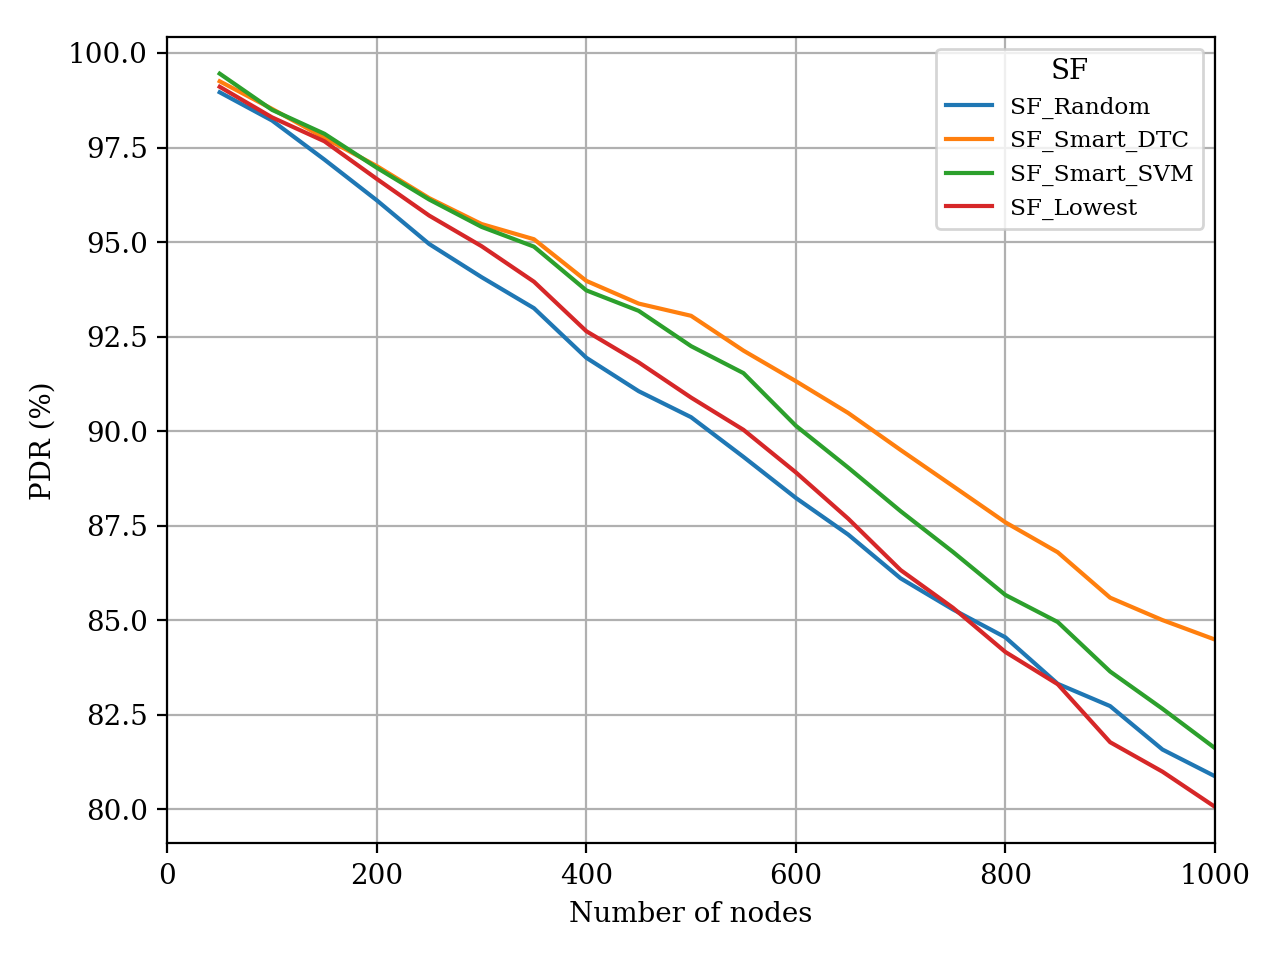 100.0
97.5
95.0
92.5
90.0
87.5
85.0
82.5
80.0
PDR (%)
0 200 400 600 800 1000
Number of nodes
SF
SF_Random
SF_Smart_DTC
SF_Smart_SVM
SF_Lowest